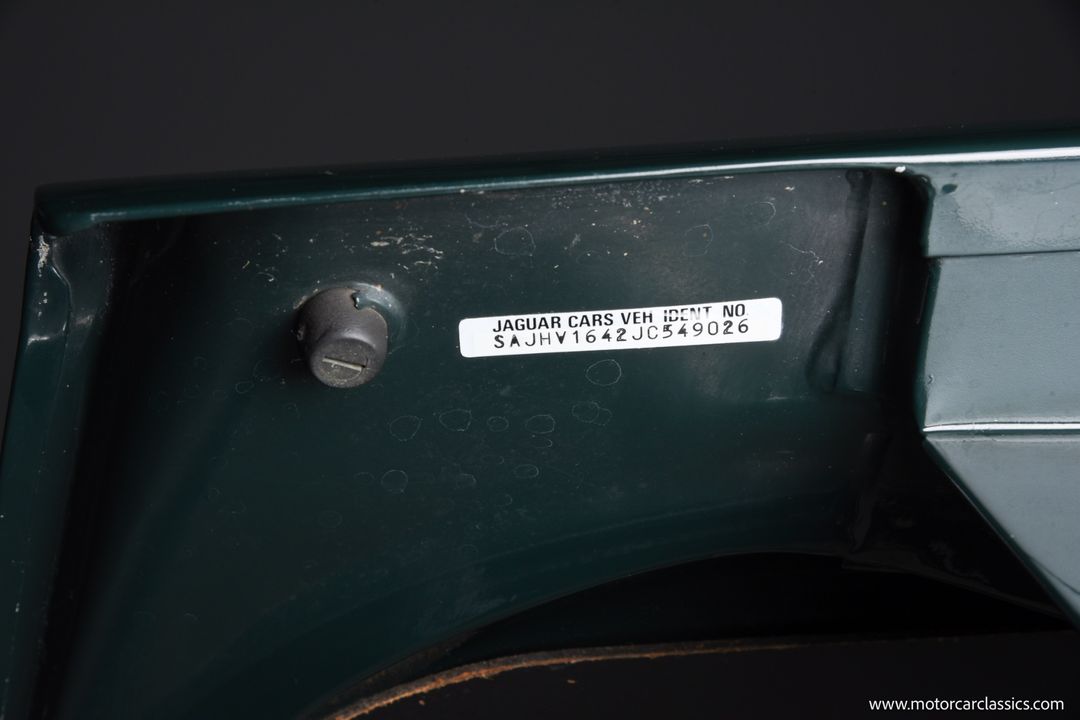 JAGUAR CARS VEH IDENT NO.
SAJHV1642JC549026
www.motorcarclassics.com